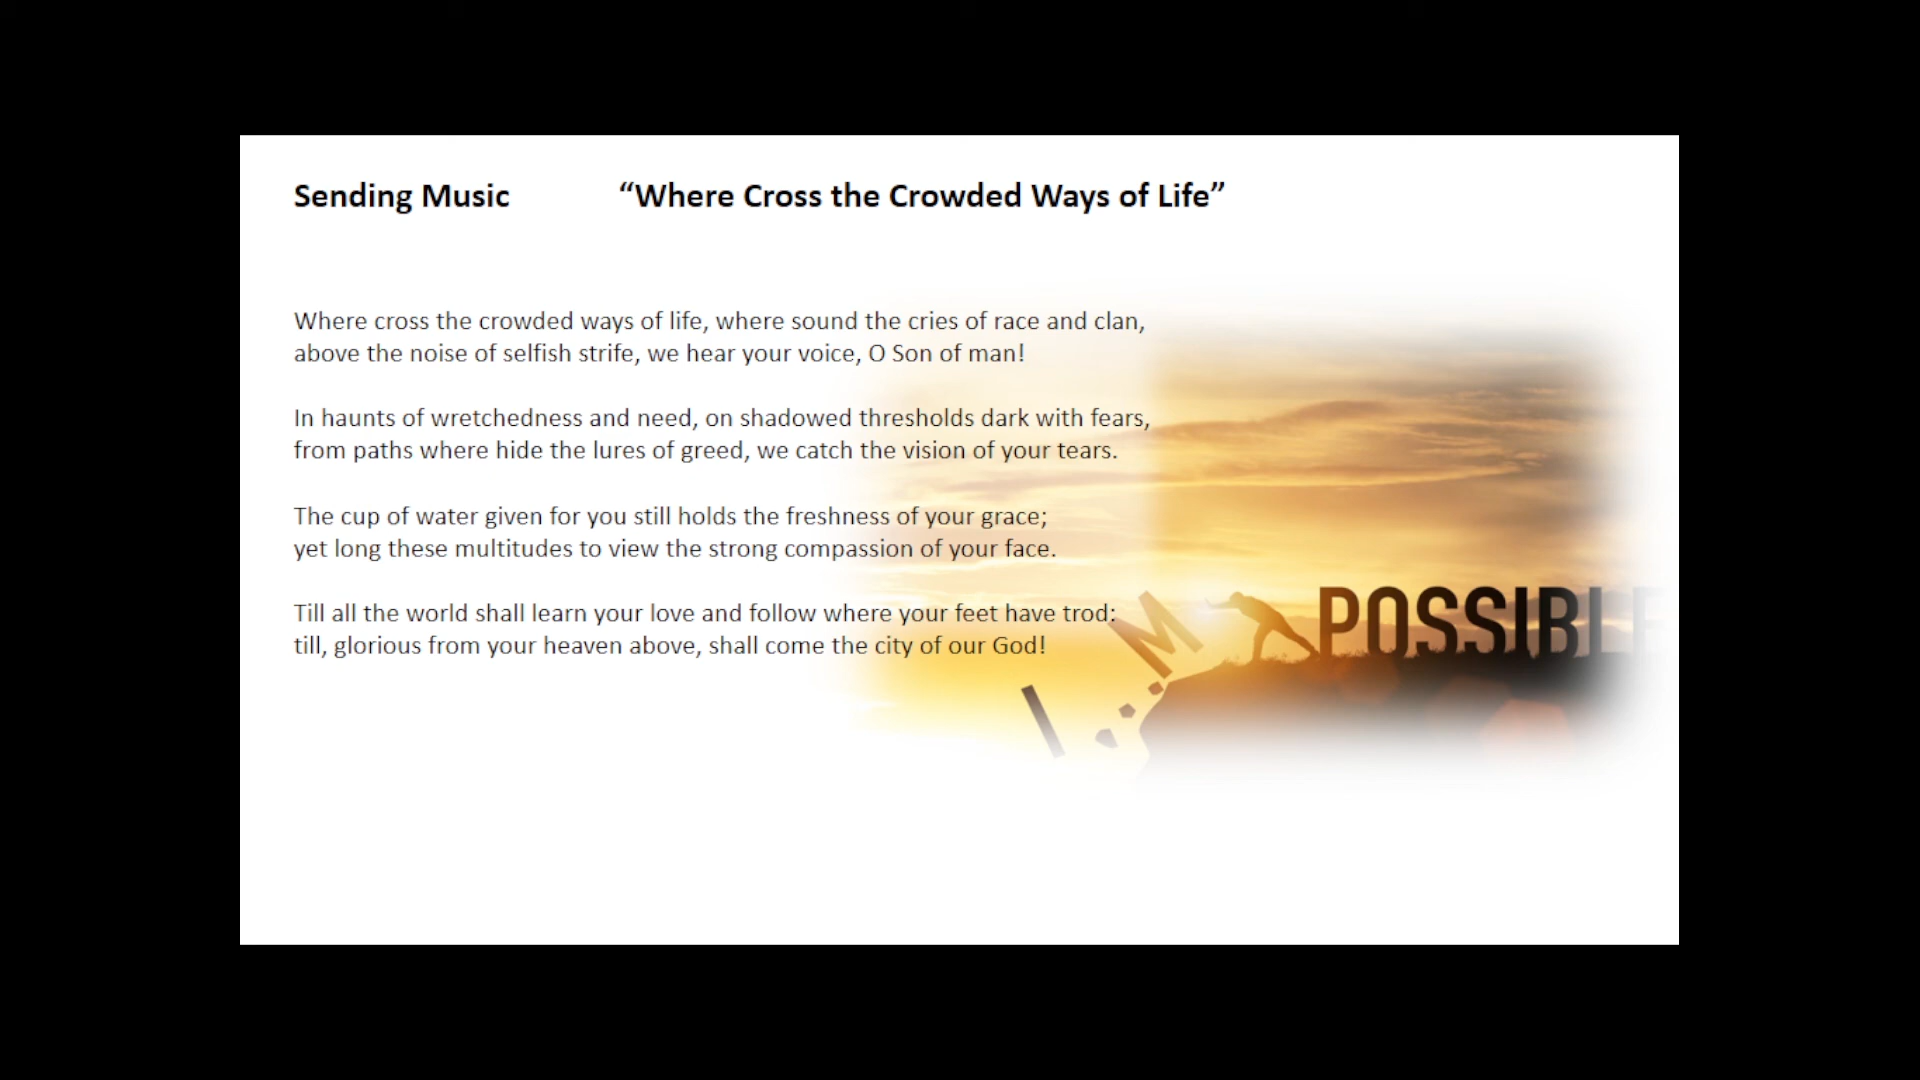 Sending Music “Where Cross the Crowded Ways of Life”
Where cross the crowded ways of life, where sound the cries of race and clan,
above the noise of selfish strife, we hear your voice, O Son of man!
In haunts of wretchedness and need, on shadowed thresholds dark with fears,
from paths where hide the lures of greed, we catch the vision of your tears.
The cup of water given for you still holds the freshness of your grace;
yet long these multitudes to view the strong compassion of your face.
Till all the world shall learn your love and follow where your feet have trod:
till, glorious from your heaven above, shall come the city of our God!
I M POSSIBLE